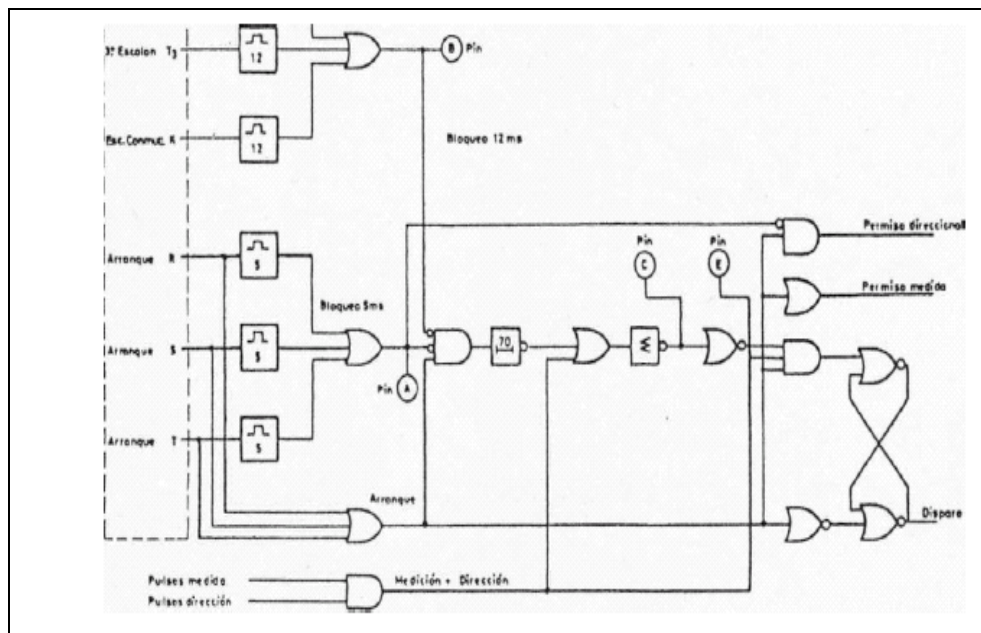 3º Escalon T3
12
B Pin
Esc. Conmuc. K
12
Bloqueo 12 ms
Permiso direccional
Arranque R
5
Pin
C
Pin
E
Permiso medida
Bloqueo 5ms
Arranque S
5
70
Pin
A
Arranque T
5
Arranque
Disparo
Pulsos medida
Medición + Dirección
Pulsos dirección